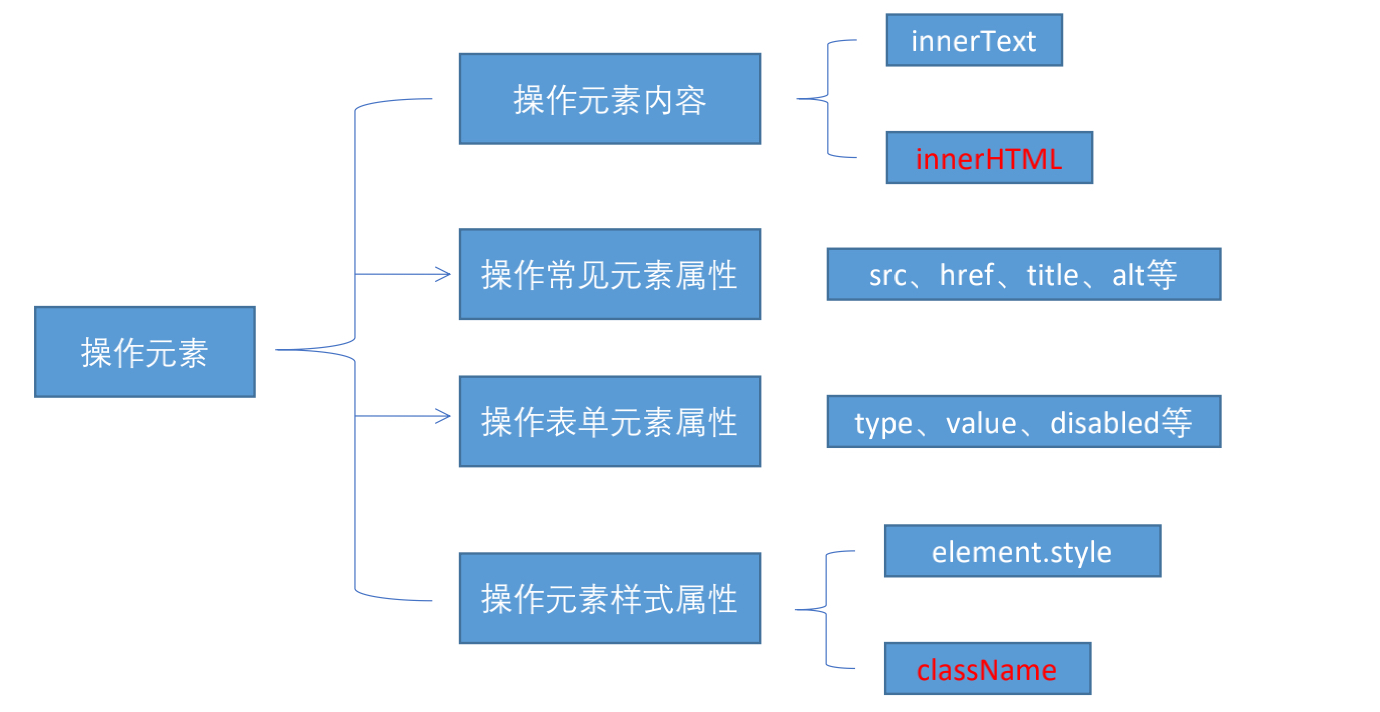 操作元素
操作元素内容
innerText
innerHTML
操作常见元素属性
src、href、title、alt等
操作表单元素属性
type、value、disabled等
操作元素样式属性
element.style
className